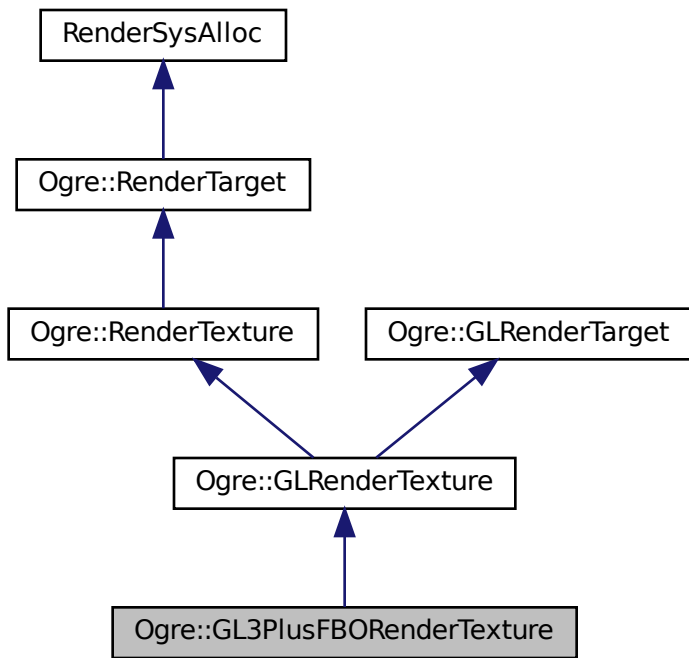 RenderSysAlloc
Ogre::RenderTarget
Ogre::RenderTexture
Ogre::GLRenderTarget
Ogre::GLRenderTexture
Ogre::GL3PlusFBORenderTexture